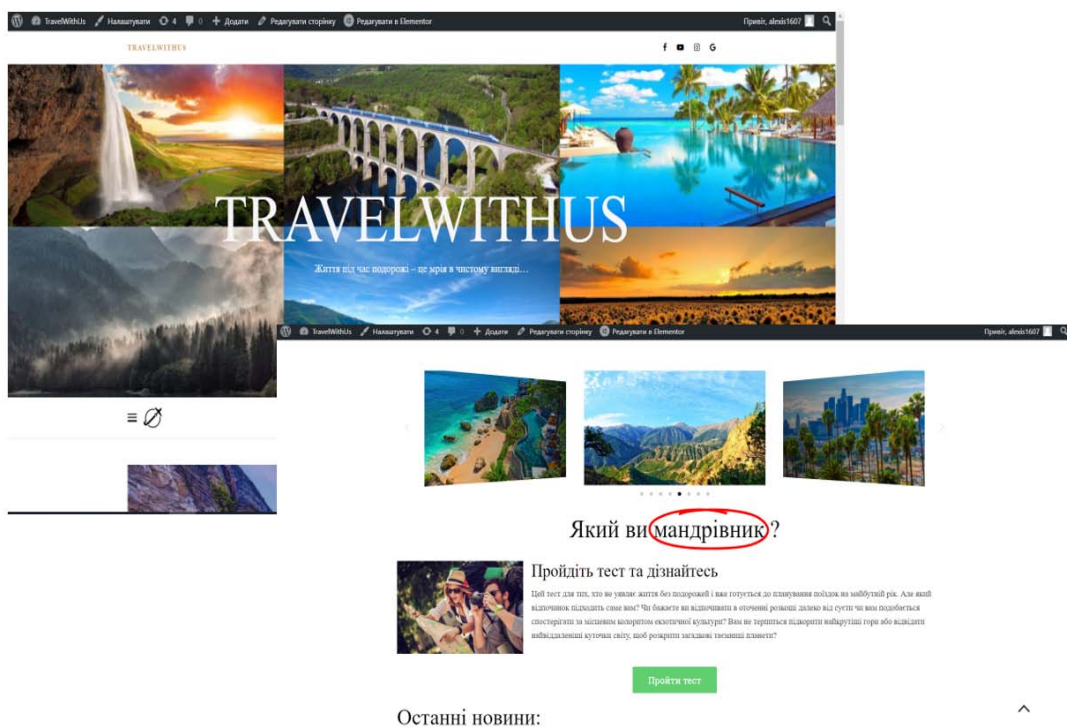 TravelWithUs Налаштувати 4 0 Додати Редагувати сторінку Редагувати в Elementor Привіт, alexis1607
TRAVELWITHUS
TRAVELWITHUS
Життя під час подорожі – це мрія в чистому вигляді…
TravelWithUs Налаштувати 4 0 Додати Редагувати сторінку Редагувати в Elementor Привіт, alexis1607
Який ви мандрівник ?
Пройдіть тест та дізнайтесь
Цей тест для тих, хто не уявляє життя без подорожей і вже готується до планування поїздок на майбутній рік. Але який
відпочинок підходить саме вам? Чи бажаєте ви відпочивати в оточенні розкоші далеко від суєти чи вам подобається
спостерігати за місцевим колоритом екзотичної культури? Вам не терпиться підкорити найкрутіші гори або відвідати
найвіддаленіші куточки світу, щоб розкрити загадкові таємниці планети?
Пройти тест
Останні новини: